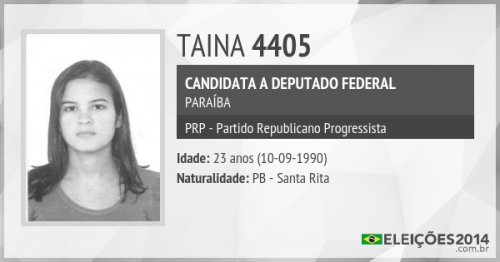 TAINA 4405
CANDIDATA A DEPUTADO FEDERAL
PARAÍBA
PRP - Partido Republicano Progressista
Idade: 23 anos (10-09-1990)
Naturalidade: PB - Santa Rita
ELEIÇÕES2014
.com.br